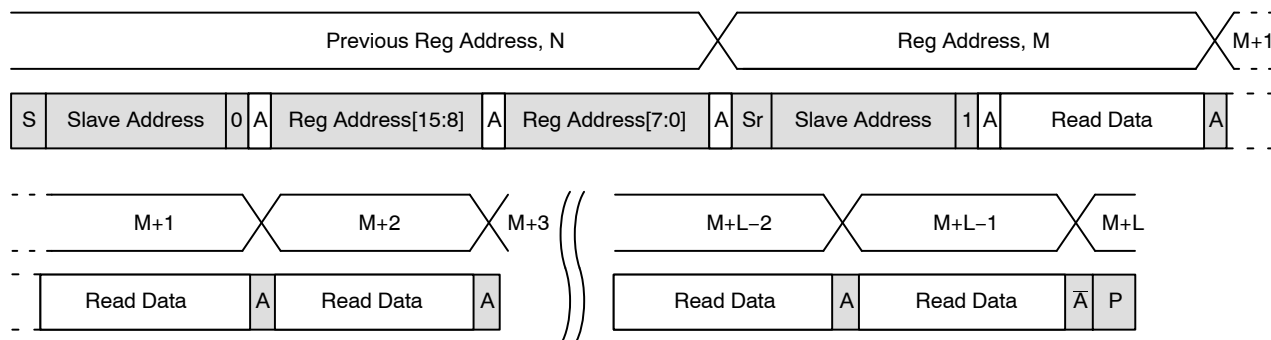 Previous Reg Address, N Reg Address, M M+1
S Slave Address 0 A Reg Address[15:8] A Reg Address[7:0] A Sr Slave Address 1 A Read Data A
M+1 M+2 M+3 M+L−2 M+L−1 M+L
Read Data A Read Data A Read Data A Read Data A̅ P